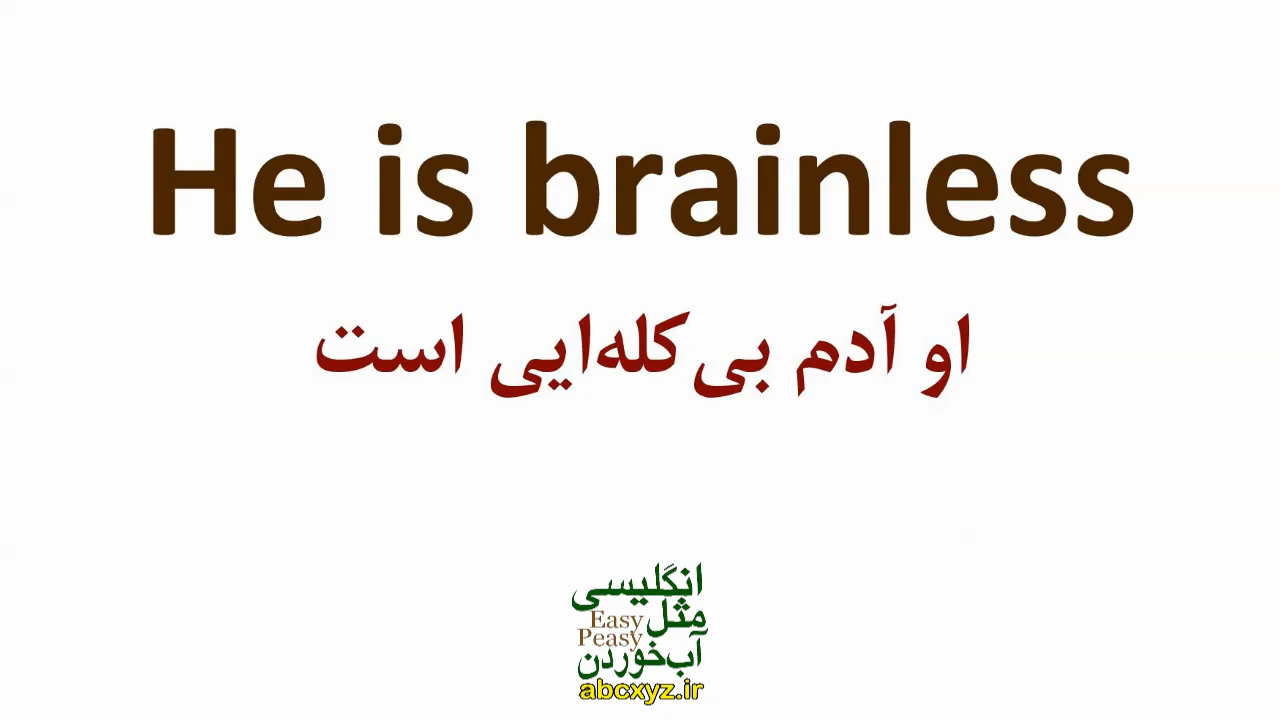 He is brainless
او آدم بی‌کله‌ایی است
انگلیسی
مثل Easy
Peasy
آب‌خوردن
abcxyz.ir